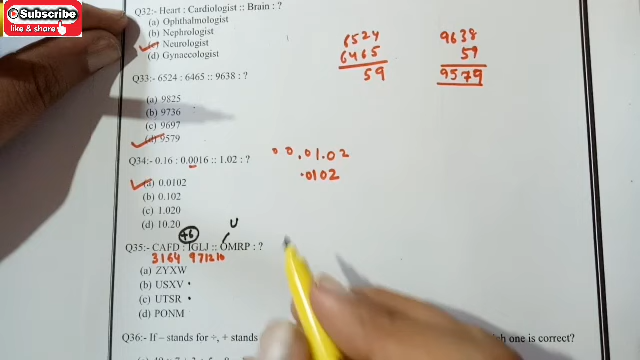 Subscribe
like & share
Q32:- Heart : Cardiologist :: Brain : ?
(a) Ophthalmologist
(b) Nephrologist
(c) Neurologist
(d) Gynaecologist
Q33:- 6524 : 6465 :: 9638 : ?
(a) 9825
(b) 9736
(c) 9697
(d) 9579
6524
6465
59
9638
59
9579
Q34:- 0.16 : 0.0016 :: 1.02 : ?
(a) 0.0102
(b) 0.102
(c) 1.020
(d) 10.20
0 0.01.02
.0102
+6
U
Q35:- CAFD : IGLJ :: OMRP : ?
3164 971210
(a) ZYXW
(b) USXV
(c) UTSR
(d) PONM
Q36:- If – stands for ÷, + stands
ch one is correct?